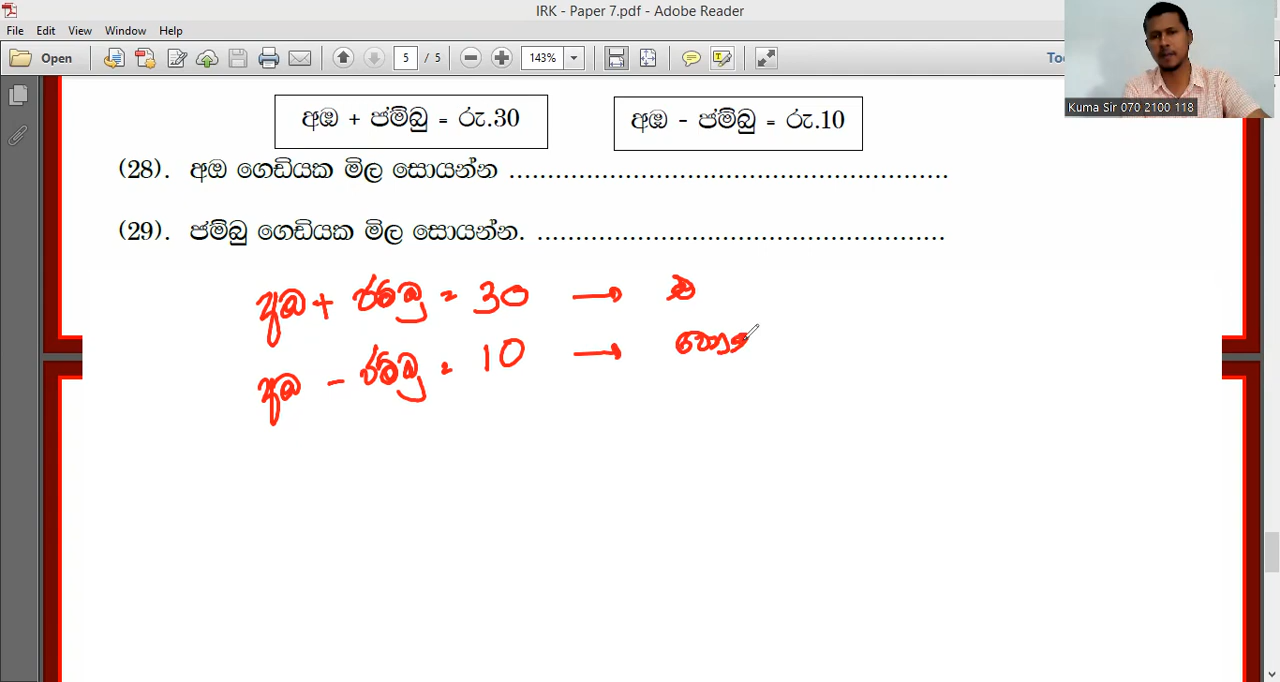 IRK - Paper 7.pdf - Adobe Reader
File Edit View Window Help
Open 5 / 5 143%
Kuma Sir 070 2100 118
අඹ + ජම්බු = රු.30 අඹ - ජම්බු = රු.10
(28). අඹ ගෙඩියක මිල සොයන්න ........................................................
(29). ජම්බු ගෙඩියක මිල සොයන්න. .....................................................
අඹ + ජම්බු = 30 →
අඹ - ජම්බු = 10 →